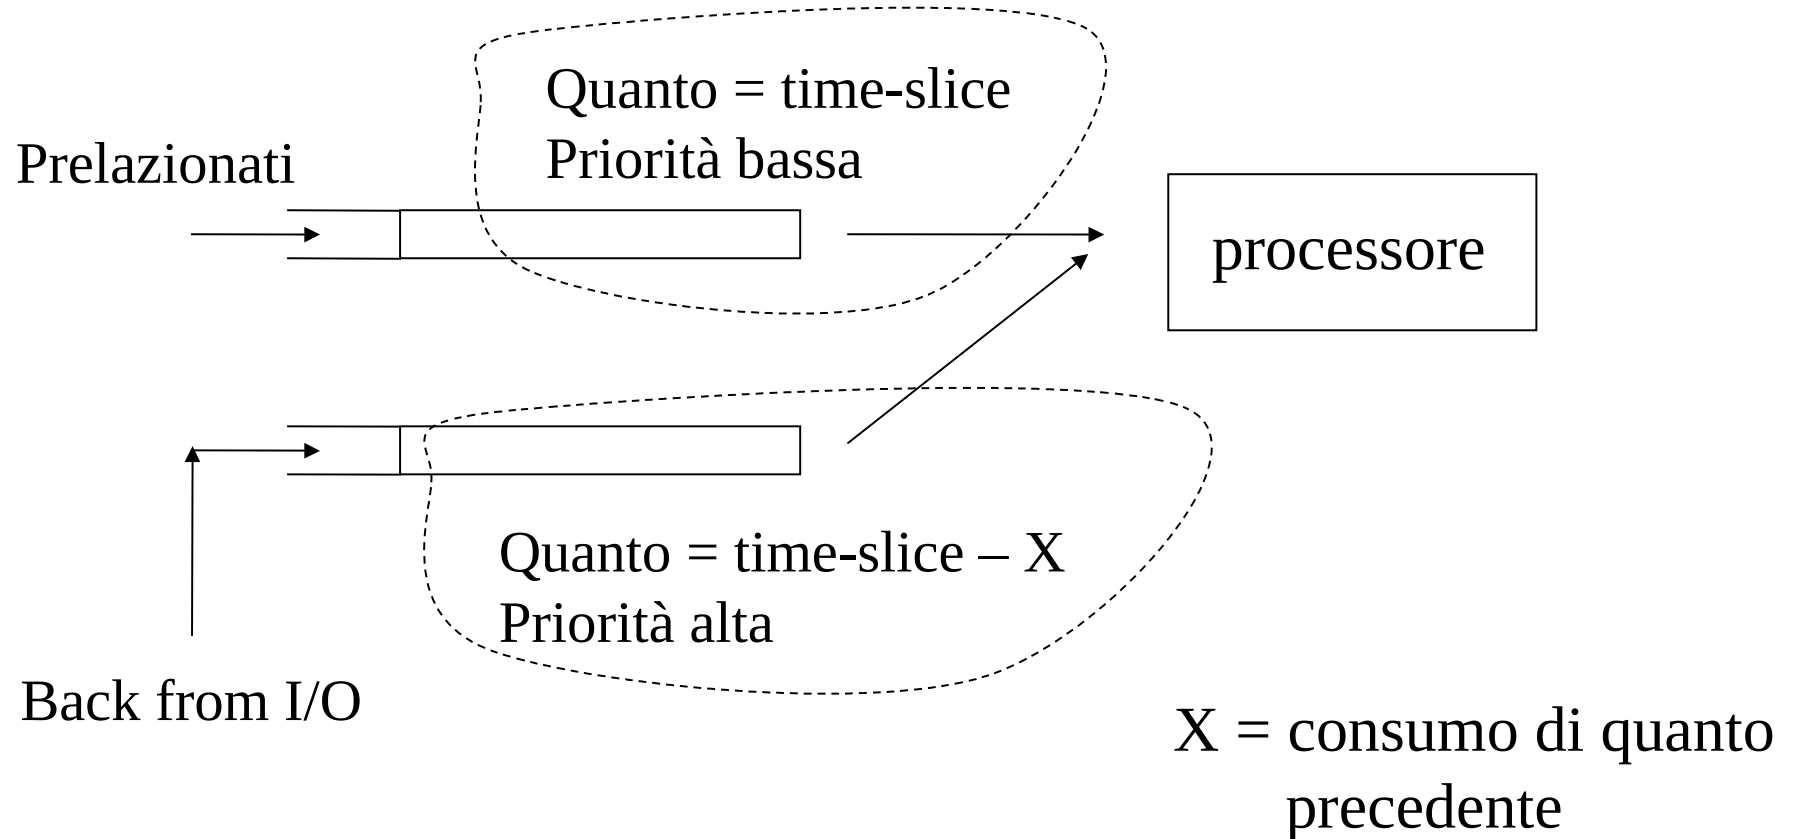 Quanto = time-slice
Priorità bassa
Prelazionati
processore
Quanto = time-slice – X
Priorità alta
Back from I/O
X = consumo di quanto
precedente